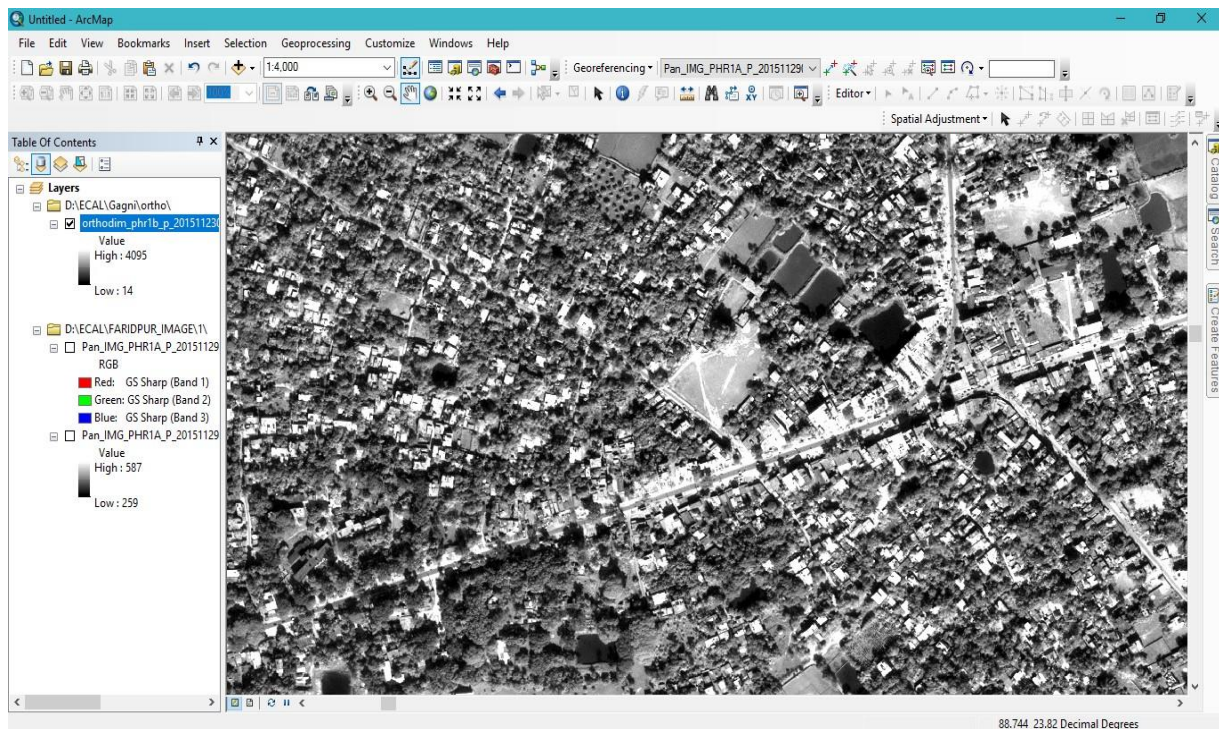 Untitled - ArcMap
File Edit View Bookmarks Insert Selection Geoprocessing Customize Windows Help
1:4,000
Georeferencing
Pan_IMG_PHR1A_P_20151129
Editor
Spatial Adjustment
Table Of Contents
Layers
D:\ECAL\Gagni\ortho\
orthodim_phr1b_p_20151123
Value
High : 4095
Low : 14
D:\ECAL\FARIDPUR_IMAGE\1\
Pan_IMG_PHR1A_P_20151129
RGB
Red: GS Sharp (Band 1)
Green: GS Sharp (Band 2)
Blue: GS Sharp (Band 3)
Pan_IMG_PHR1A_P_20151129
Value
High : 587
Low : 259
Catalog
Search
Create Features
88.744 23.82 Decimal Degrees